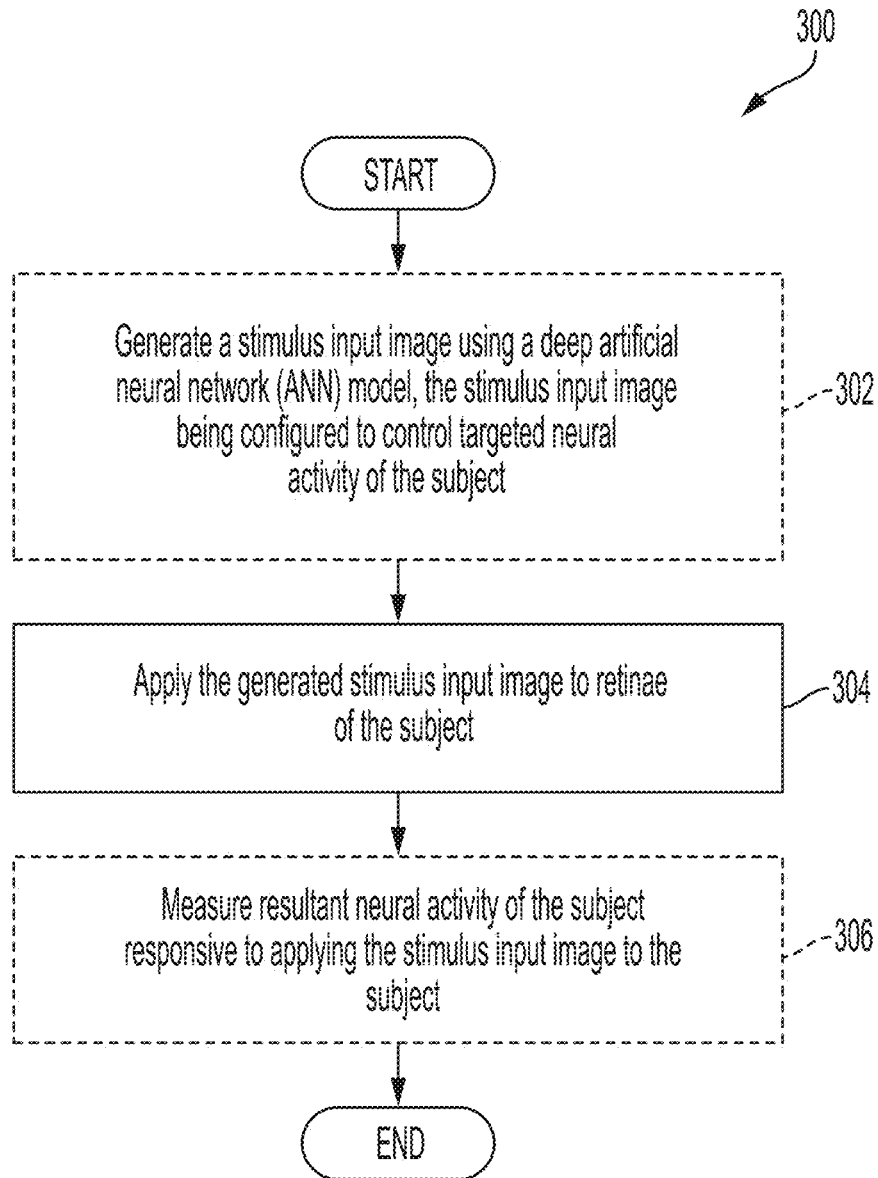 300
START
Generate a stimulus input image using a deep artificial
neural network (ANN) model, the stimulus input image
being configured to control targeted neural
activity of the subject
302
Apply the generated stimulus input image to retinae
of the subject
304
Measure resultant neural activity of the subject
responsive to applying the stimulus input image to the
subject
306
END